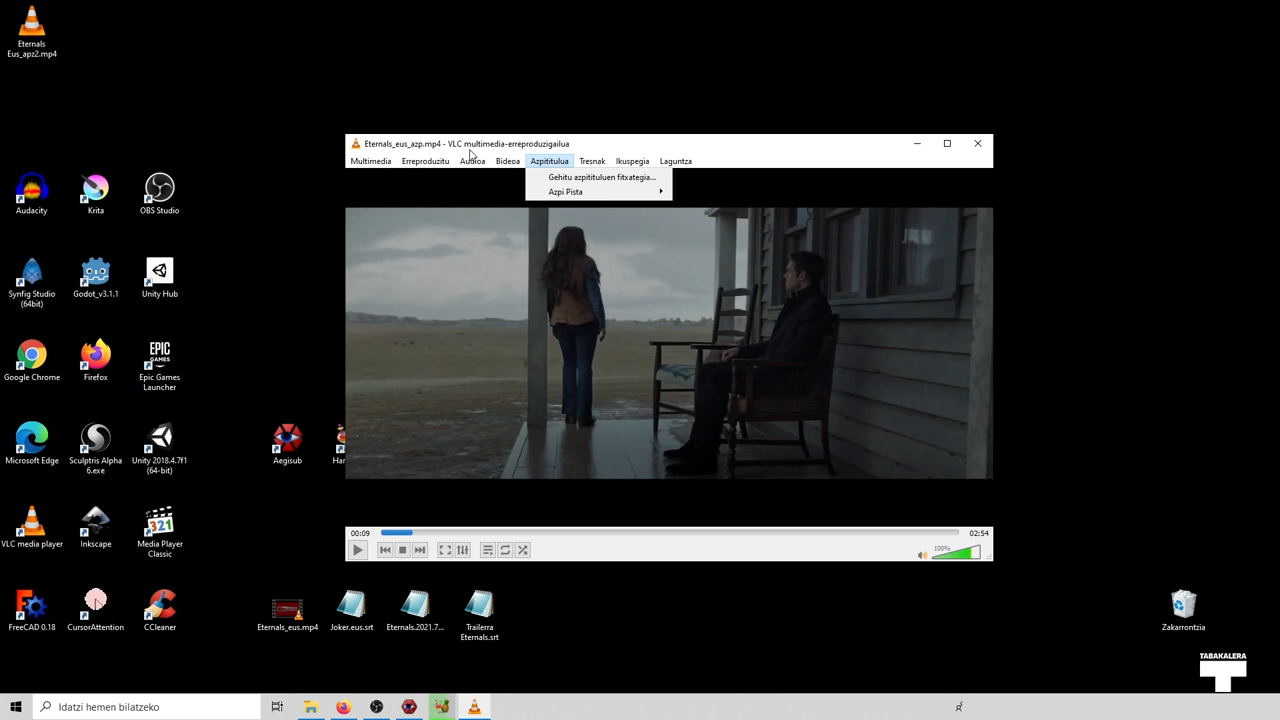 Eternals
Eus_apz2.mp4
Eternals_eus_azp.mp4 - VLC multimedia-erreproduzigailua
Multimedia Erreproduzitu Audioa Bideoa Azpititulua Tresnak Ikuspegia Laguntza
Gehitu azpitituluen fitxategia...
Azpi Pista
Audacity
Krita
OBS Studio
Synfig Studio
(64bit)
Godot_v3.1.1
Unity Hub
EPIC
GAMES
Google Chrome
Firefox
Epic Games
Launcher
Microsoft Edge
Sculptris Alpha
6.exe
Unity 2018.4.7f1
(64-bit)
Aegisub
Han
00:09
02:54
100%
321
VLC media player
Inkscape
Media Player
Classic
FreeCAD 0.18
CursorAttention
CCleaner
Eternals_eus.mp4
Joker.eus.srt
Eternals.2021.7...
Trailerra
Eternals.srt
Zakarrontzia
TABAKALERA
Idatzi hemen bilatzeko